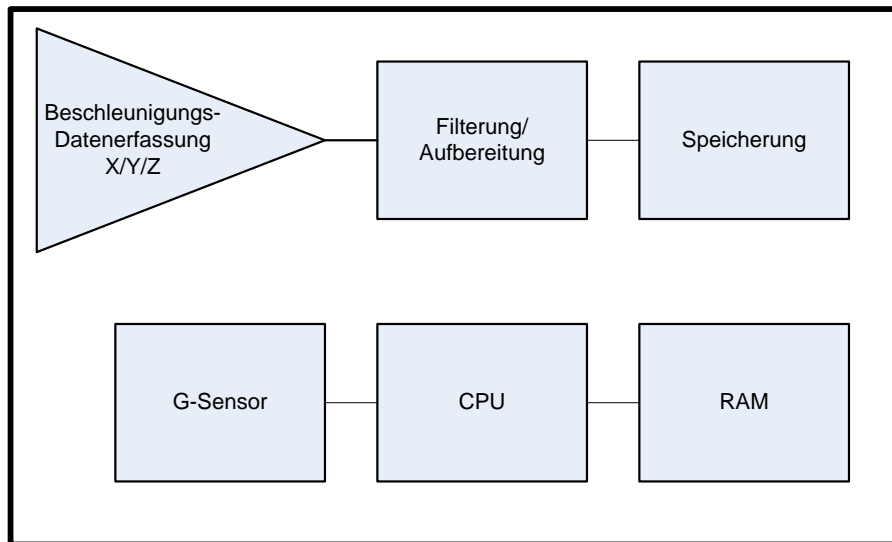 Beschleunigungs-
Datenerfassung
X/Y/Z
Filterung/
Aufbereitung
Speicherung
G-Sensor
CPU
RAM